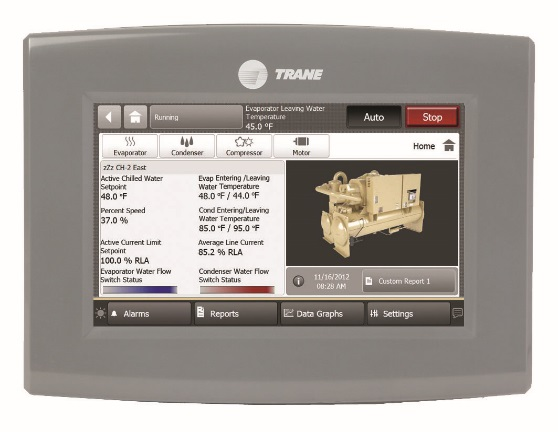 TRANE
Running
Evaporator Leaving Water
Temperature
45.0 °F
Auto
Stop
Evaporator
Condenser
Compressor
Motor
Home
zZz CH-2 East
Active Chilled Water
Setpoint
48.0 °F
Evap Entering /Leaving
Water Temperature
48.0 °F / 44.0 °F
Percent Speed
37.0 %
Cond Entering/Leaving
Water Temperature
85.0 °F / 95.0 °F
Active Current Limit
Setpoint
100.0 % RLA
Average Line Current
85.2 % RLA
Evaporator Water Flow
Switch Status
Condenser Water Flow
Switch Status
11/16/2012
08:28 AM
Custom Report 1
Alarms
Reports
Data Graphs
Settings